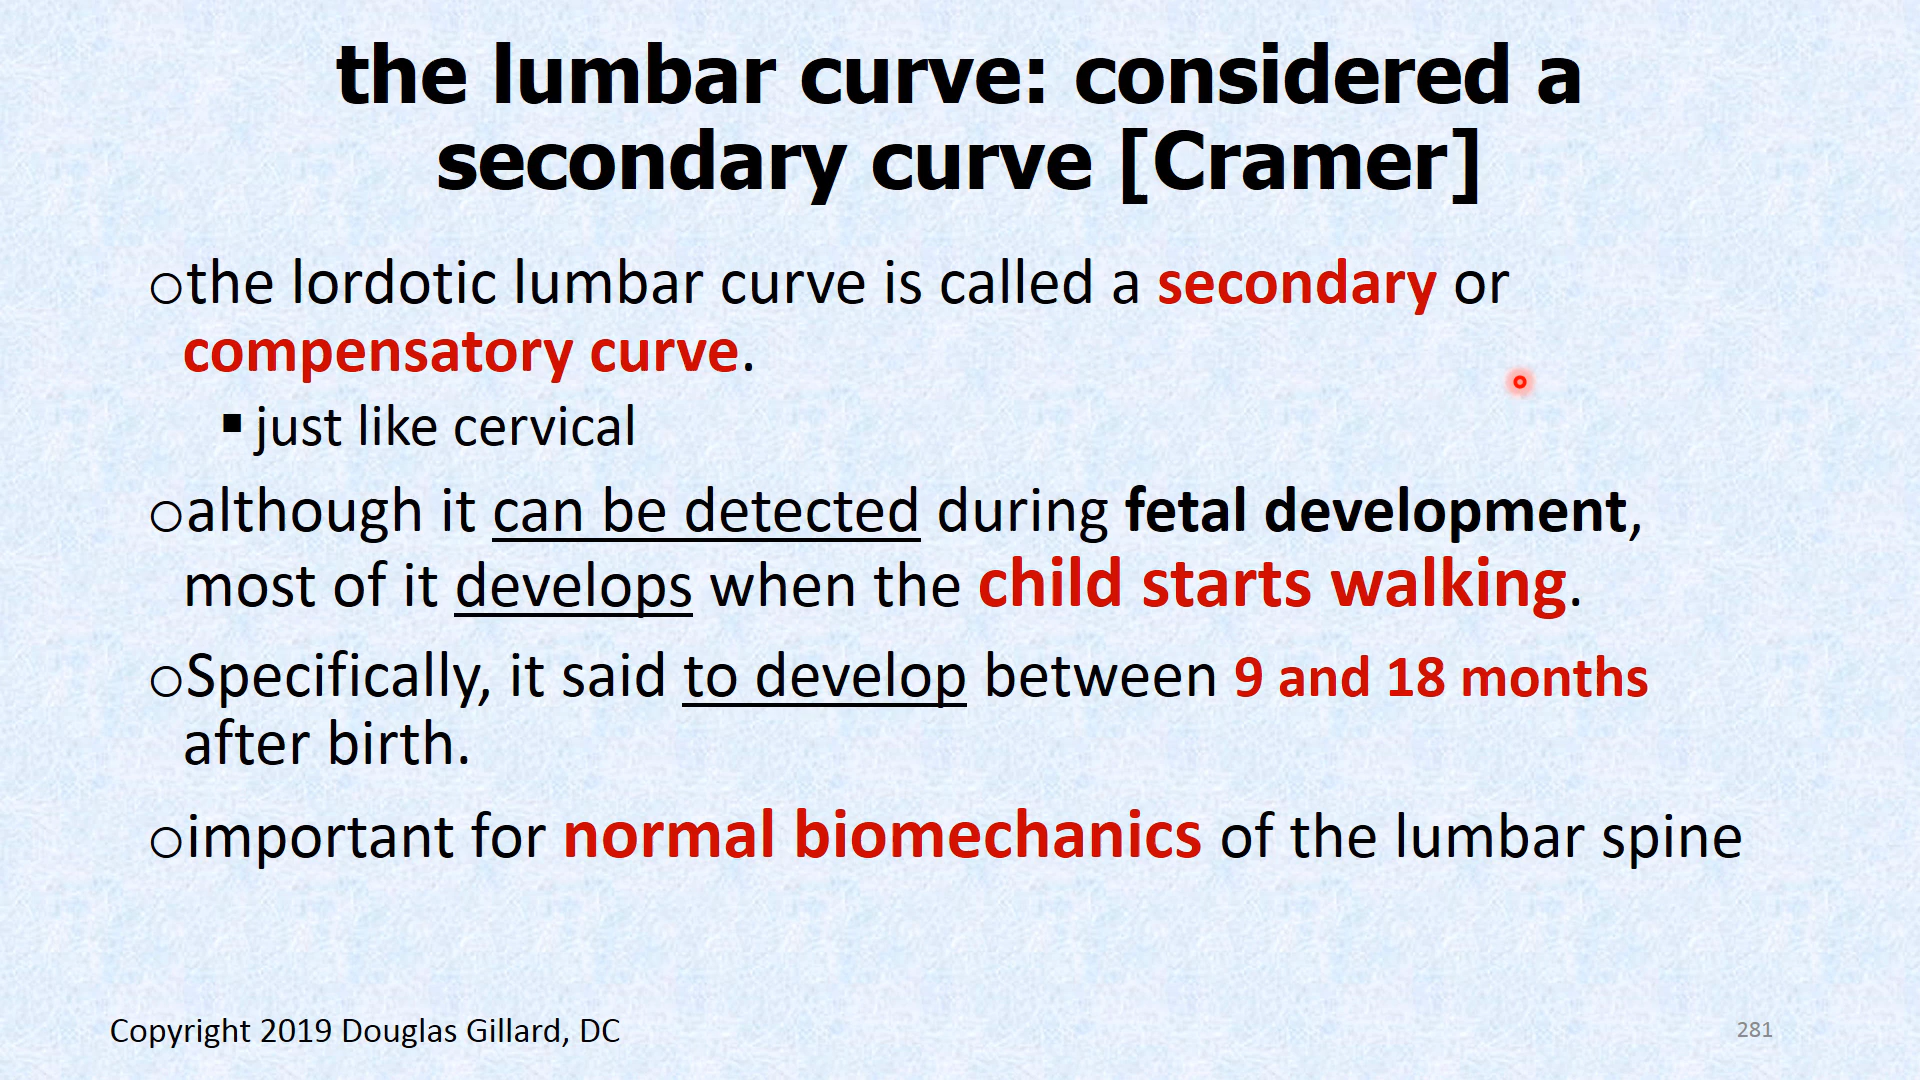 the lumbar curve: considered a
secondary curve [Cramer]
othe lordotic lumbar curve is called a secondary or
compensatory curve.
▪ just like cervical
oalthough it can be detected during fetal development,
most of it develops when the child starts walking.
oSpecifically, it said to develop between 9 and 18 months
after birth.
oimportant for normal biomechanics of the lumbar spine
Copyright 2019 Douglas Gillard, DC
281